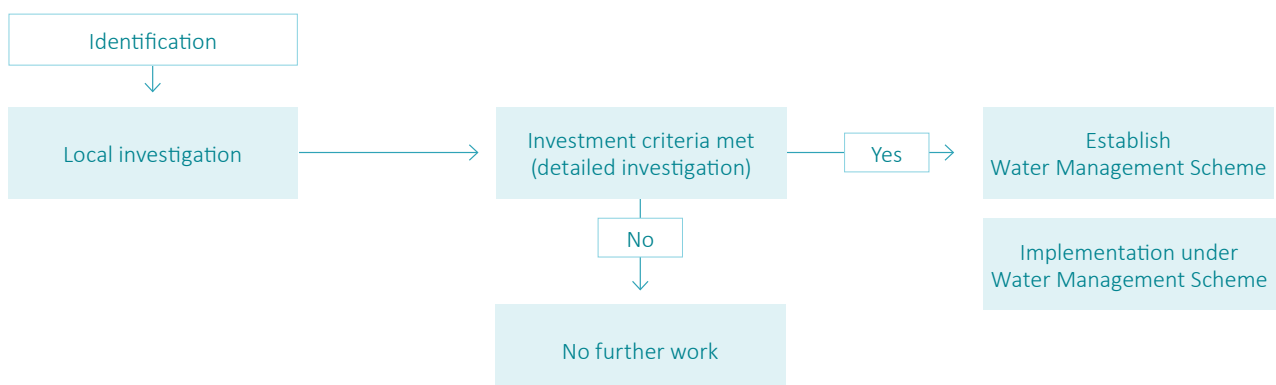 Identification
Local investigation
Investment criteria met
(detailed investigation)
Yes
Establish
Water Management Scheme
No
Implementation under
Water Management Scheme
No further work